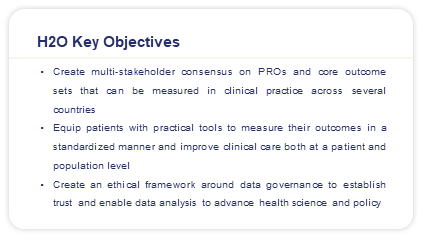 H2O Key Objectives
• Create multi-stakeholder consensus on PROs and core outcome
sets that can be measured in clinical practice across several
countries
• Equip patients with practical tools to measure their outcomes in a
standardized manner and improve clinical care both at a patient and
population level
• Create an ethical framework around data governance to establish
trust and enable data analysis to advance health science and policy